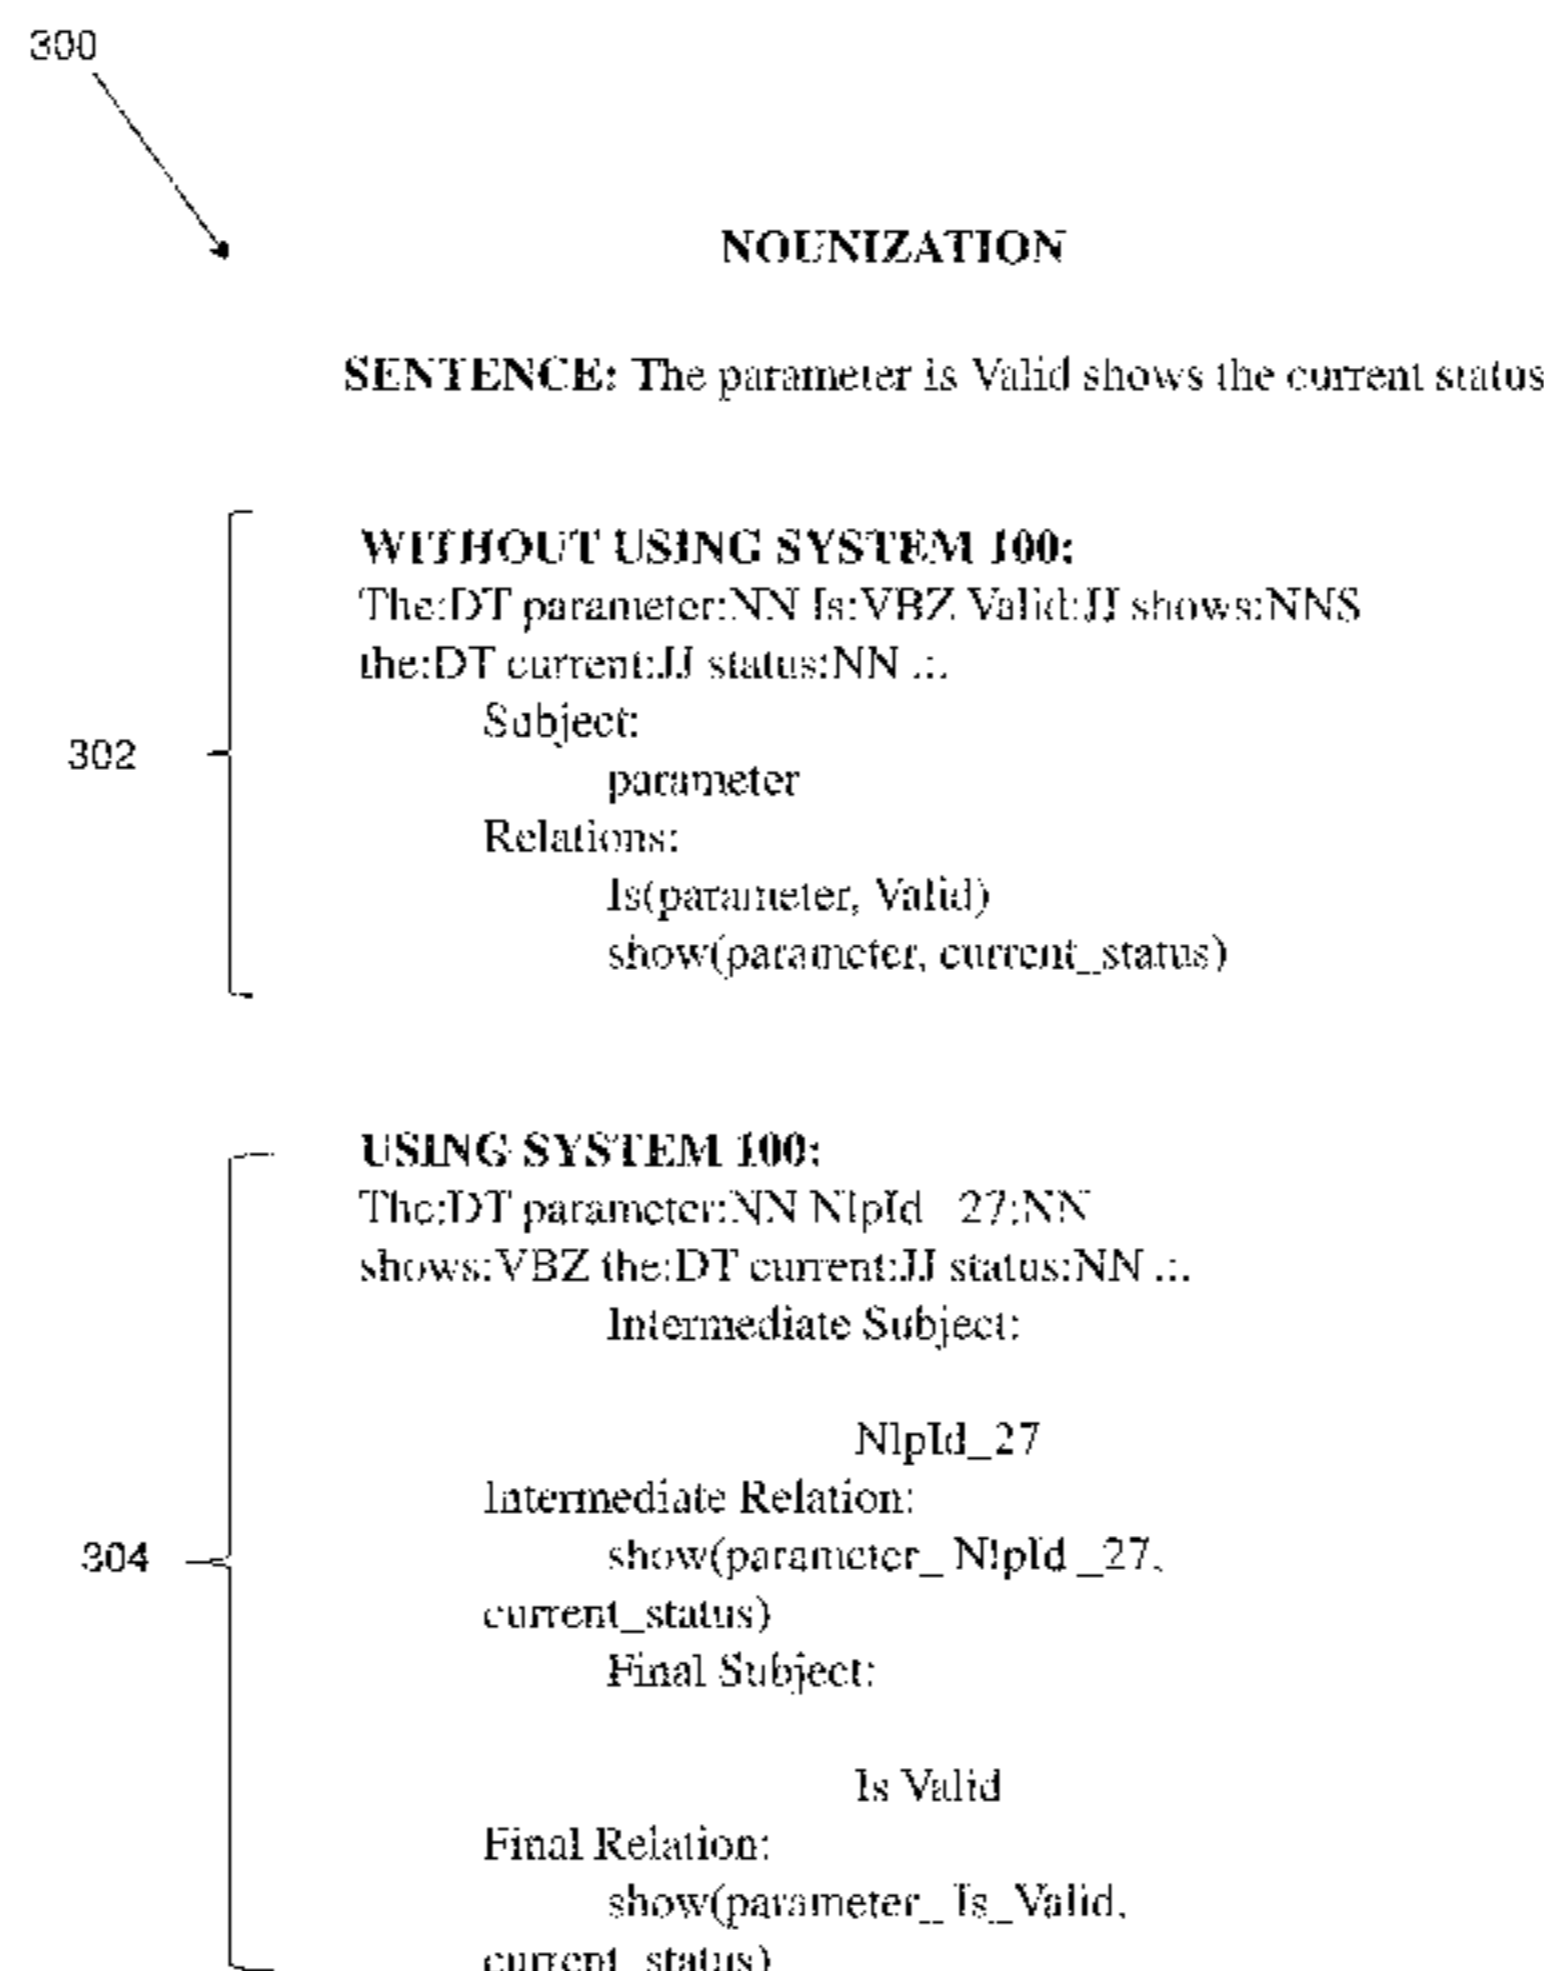 300
NOUNIZATION
SENTENCE: The parameter is Valid shows the current status
WITHOUT USING SYSTEM 100:
The:DT parameter:NN Is:VBZ Valid:JJ shows:NNS
the:DT current:JJ status:NN .:.
Subject:
302
parameter
Relations:
Is(parameter, Valid)
show(parameter, current_status)
USING SYSTEM 100:
The:DT parameter:NN NlpId_27:NN
shows:VBZ the:DT current:JJ status:NN .:.
Intermediate Subject:
NlpId_27
Intermediate Relation:
304
show(parameter_ NlpId _27,
current_status)
Final Subject:
Is Valid
Final Relation:
show(parameter_ Is_Valid,
current_status)